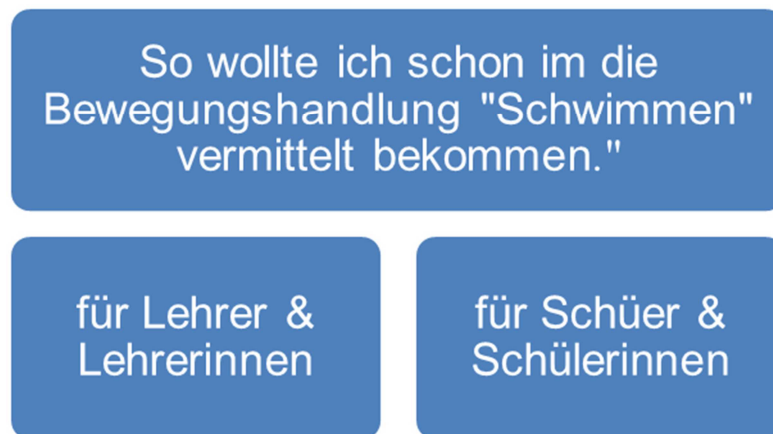 So wollte ich schon im die
Bewegungshandlung "Schwimmen"
vermittelt bekommen."
für Lehrer &
Lehrerinnen
für Schüer &
Schülerinnen